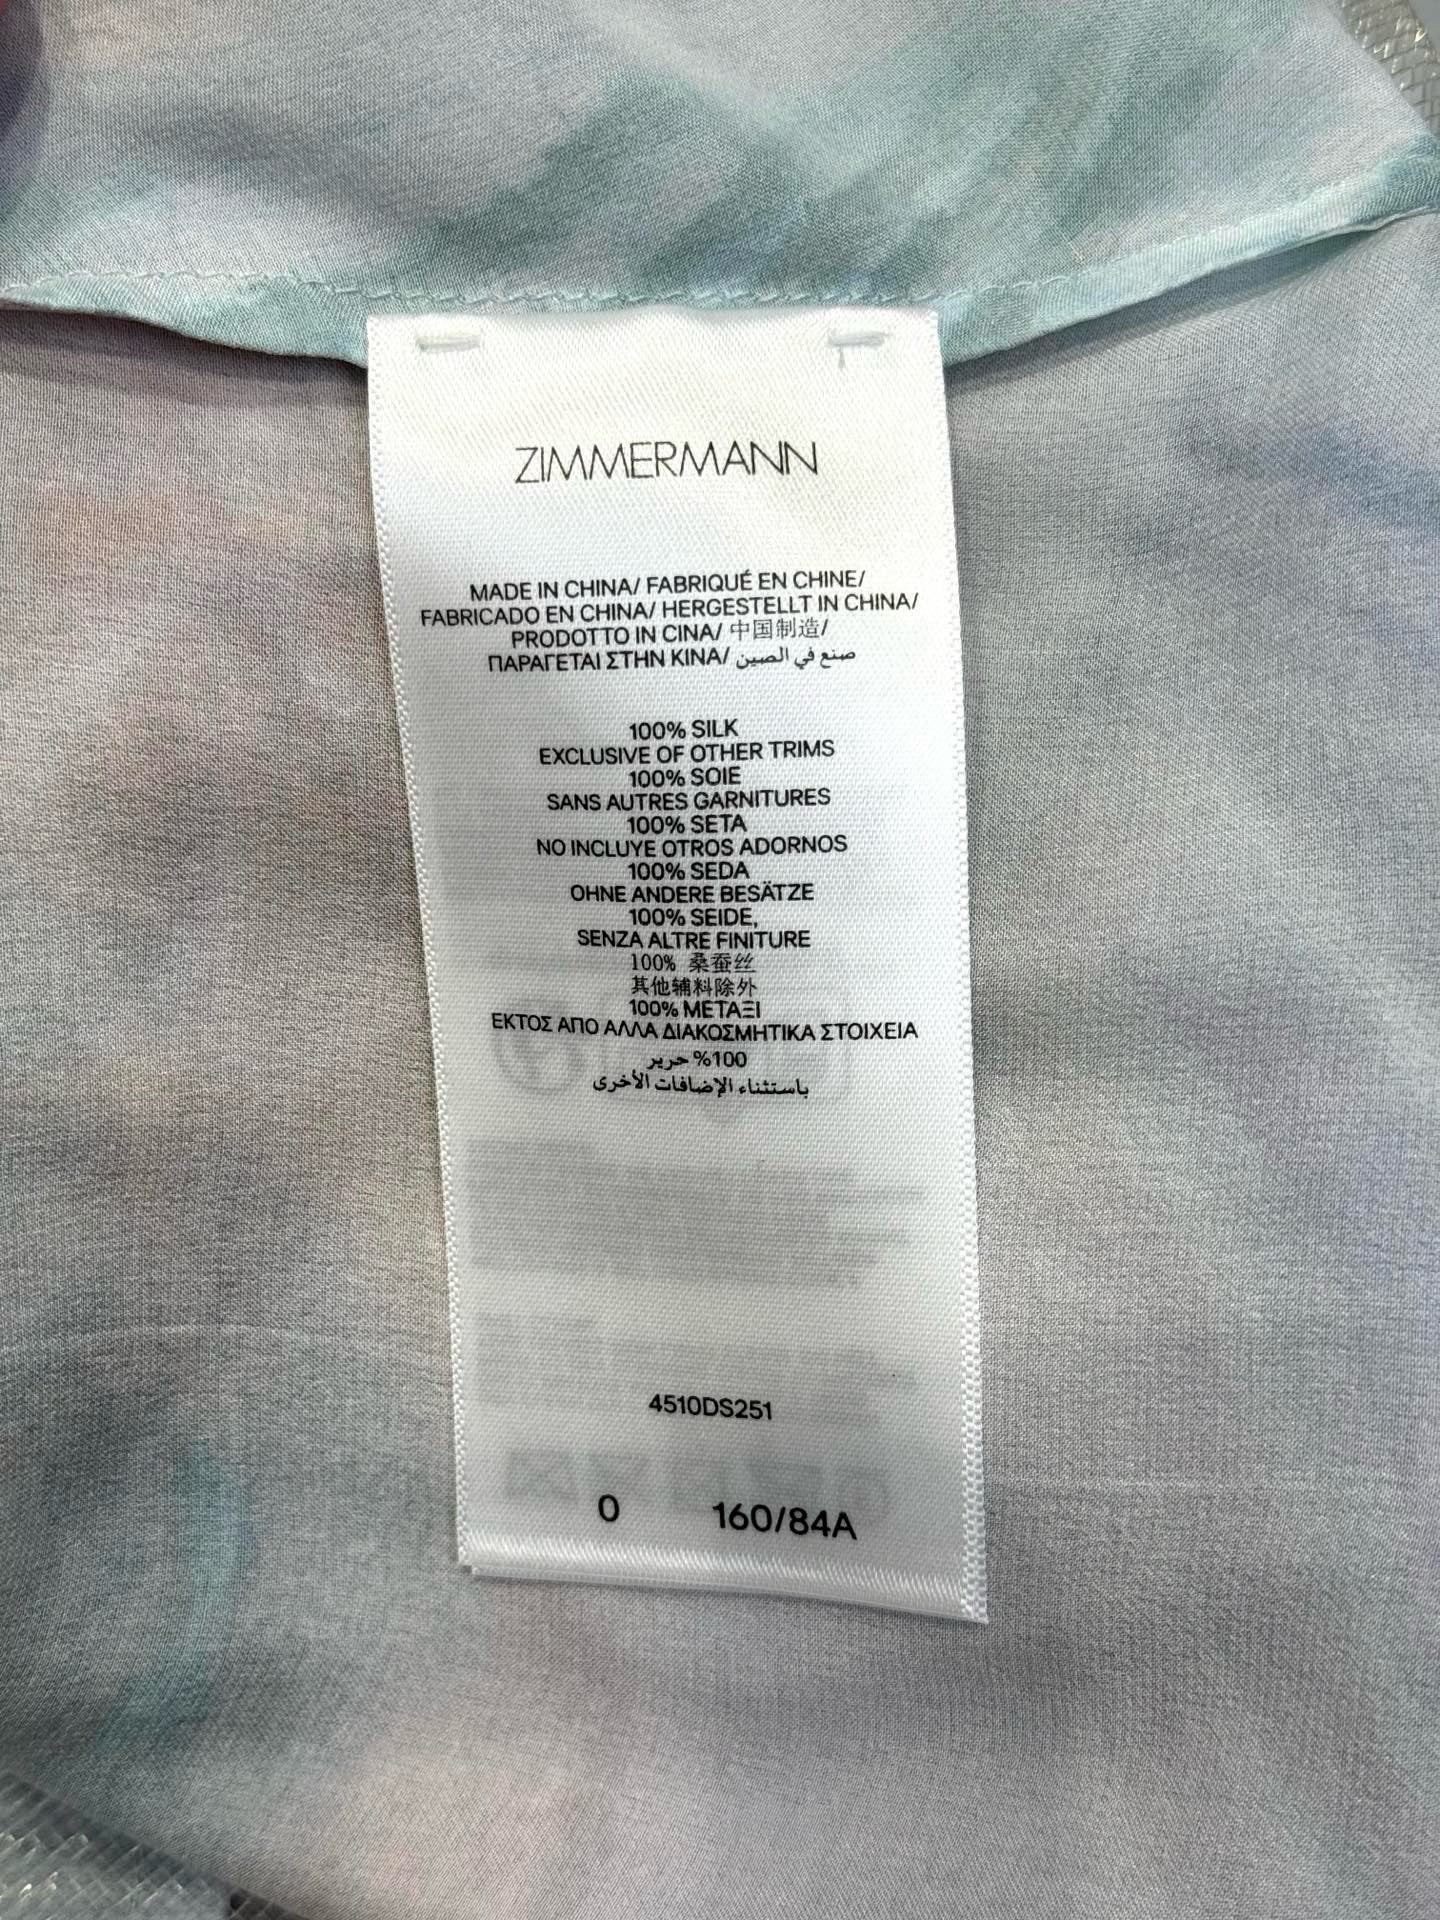 ZIMMERMANN
MADE IN CHINA/ FABRIQUÉ EN CHINE/
FABRICADO EN CHINA/ HERGESTELLT IN CHINA/
PRODOTTO IN CINA/ 中国制造/
ΠΑΡΑΓΕΤΑΙ ΣΤΗΝ ΚΙΝΑ/ صنع في الصين
100% SILK
EXCLUSIVE OF OTHER TRIMS
100% SOIE
SANS AUTRES GARNITURES
100% SETA
NO INCLUYE OTROS ADORNOS
100% SEDA
OHNE ANDERE BESÄTZE
100% SEIDE,
SENZA ALTRE FINITURE
100% 桑蚕丝
其他辅料除外
100% ΜΕΤΑΞΙ
ΕΚΤΟΣ ΑΠΟ ΑΛΛΑ ΔΙΑΚΟΣΜΗΤΙΚΑ ΣΤΟΙΧΕΙΑ
100% حرير
باستثناء الإضافات الأخرى
4510DS251
0 160/84A